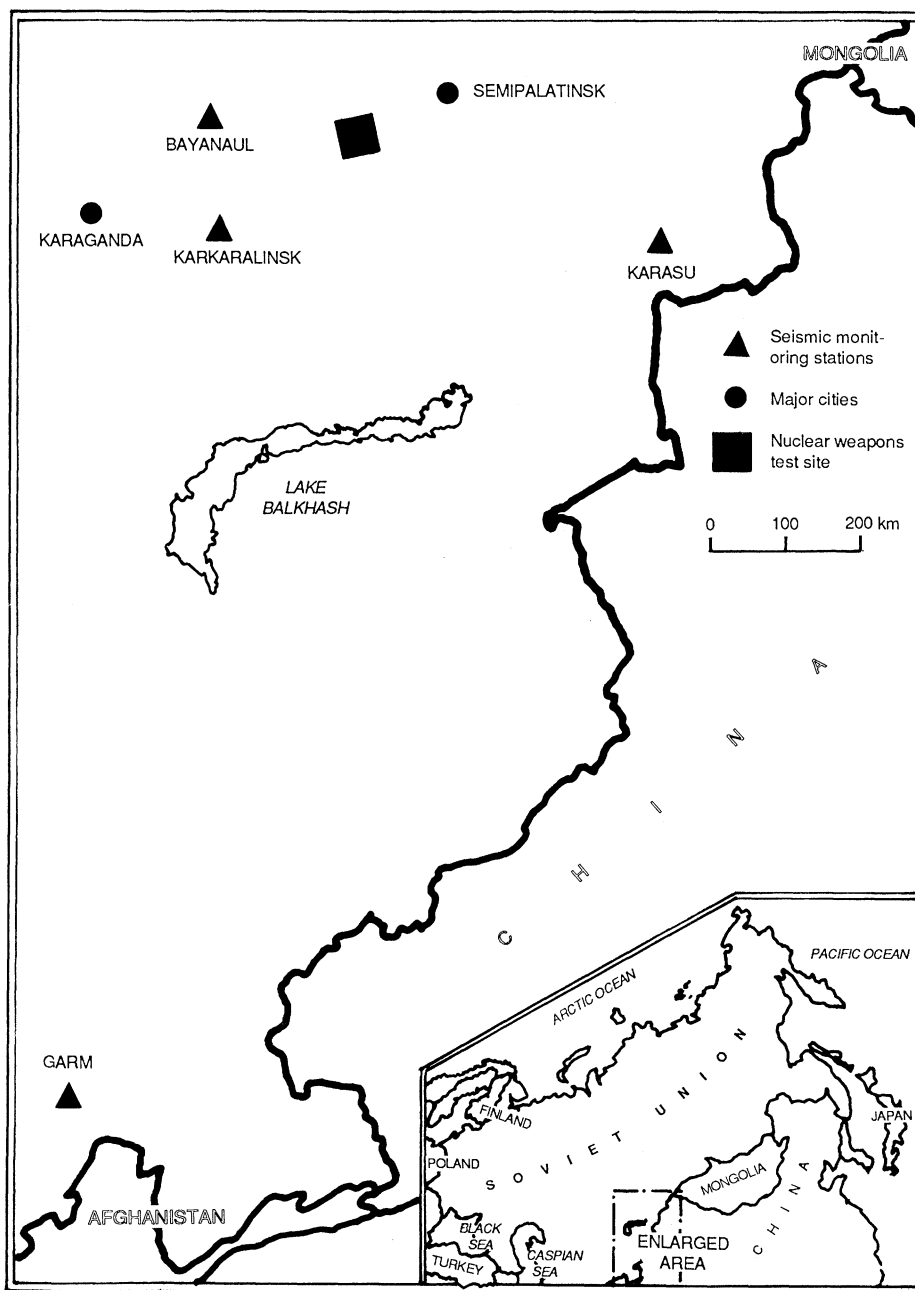 MONGOLIA
SEMIPALATINSK
BAYANAUL
KARAGANDA
KARKARALINSK
KARASU
Seismic monit-
oring stations
Major cities
Nuclear weapons
test site
0 100 200 km
LAKE
BALKHASH
CHINA
GARM
AFGHANISTAN
PACIFIC OCEAN
ARCTIC OCEAN
FINLAND
SOVIET UNION
JAPAN
POLAND
MONGOLIA
CHINA
BLACK
SEA
CASPIAN
SEA
TURKEY
ENLARGED
AREA